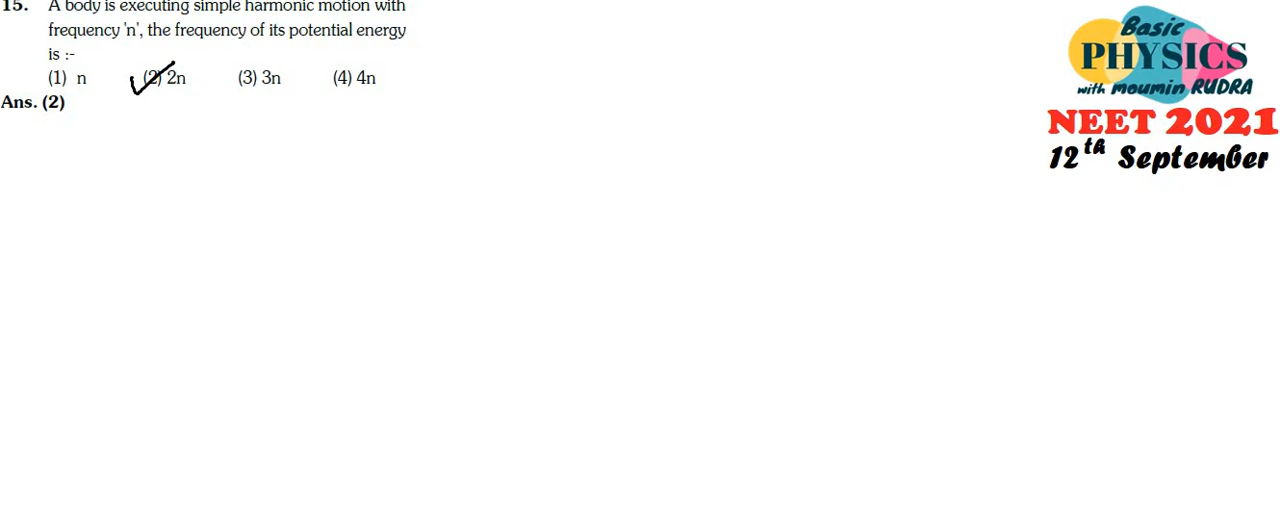 15. A body is executing simple harmonic motion with
frequency 'n', the frequency of its potential energy
is :-
(1) n (2) 2n (3) 3n (4) 4n
Ans. (2)
Basic
PHYSICS
with moumin RUDRA
NEET 2021
12th September